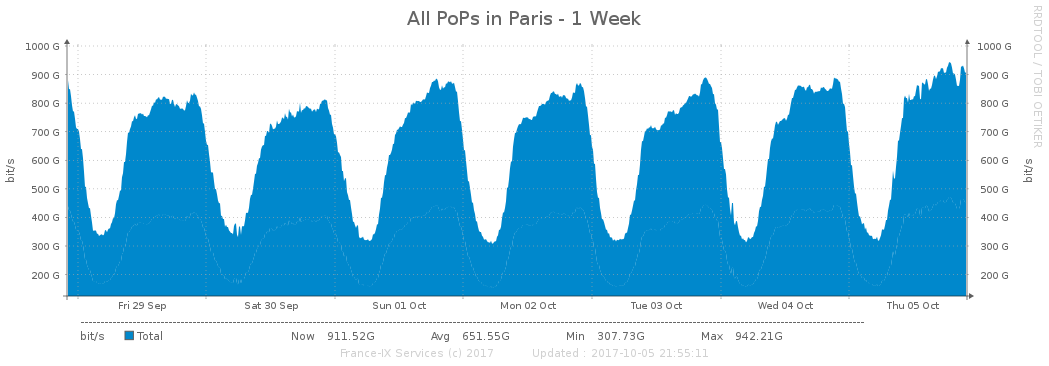 All PoPs in Paris - 1 Week
RRDTOOL / TOBI OETIKER
1000 G 1000 G
900 G 900 G
800 G 800 G
700 G 700 G
600 G 600 G
500 G 500 G
400 G 400 G
300 G 300 G
200 G 200 G
bit/s bit/s
Fri 29 Sep Sat 30 Sep Sun 01 Oct Mon 02 Oct Tue 03 Oct Wed 04 Oct Thu 05 Oct
bit/s Total Now 911.52G Avg 651.55G Min 307.73G Max 942.21G
France-IX Services (c) 2017 Updated : 2017-10-05 21:55:11